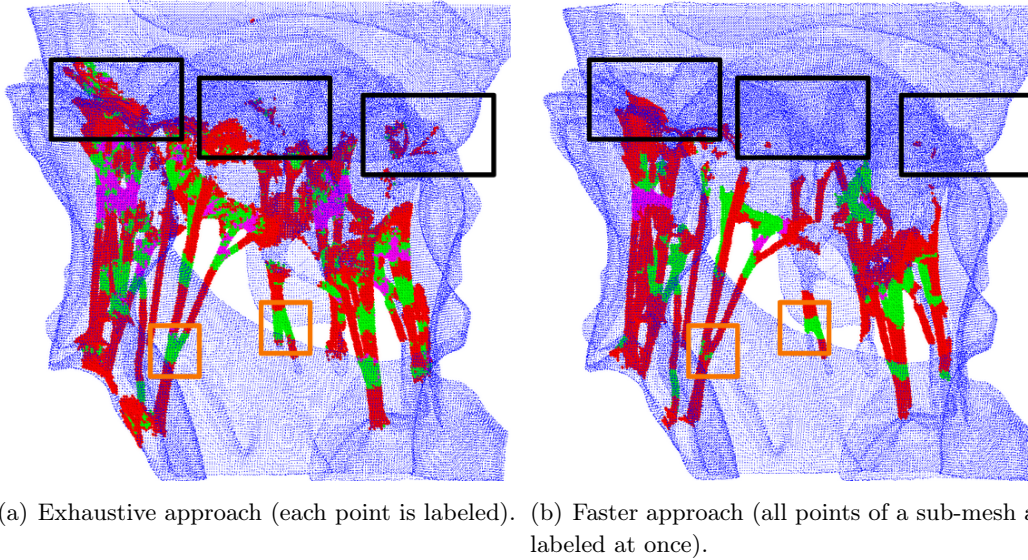 (a) Exhaustive approach (each point is labeled).
(b) Faster approach (all points of a sub-mesh a
labeled at once).